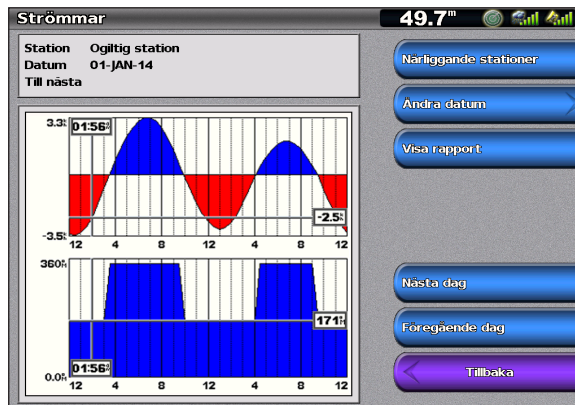 Strömmar
49.7m
Station Ogiltig station
Datum 01-JAN-14
Till nästa
Närliggande stationer
Ändra datum
Visa rapport
3.3
01:56
-2.5
-3.5
12 4 8 12 4 8 12
360
171
0.0
01:56
12 4 8 12 4 8 12
Nästa dag
Föregående dag
Tillbaka